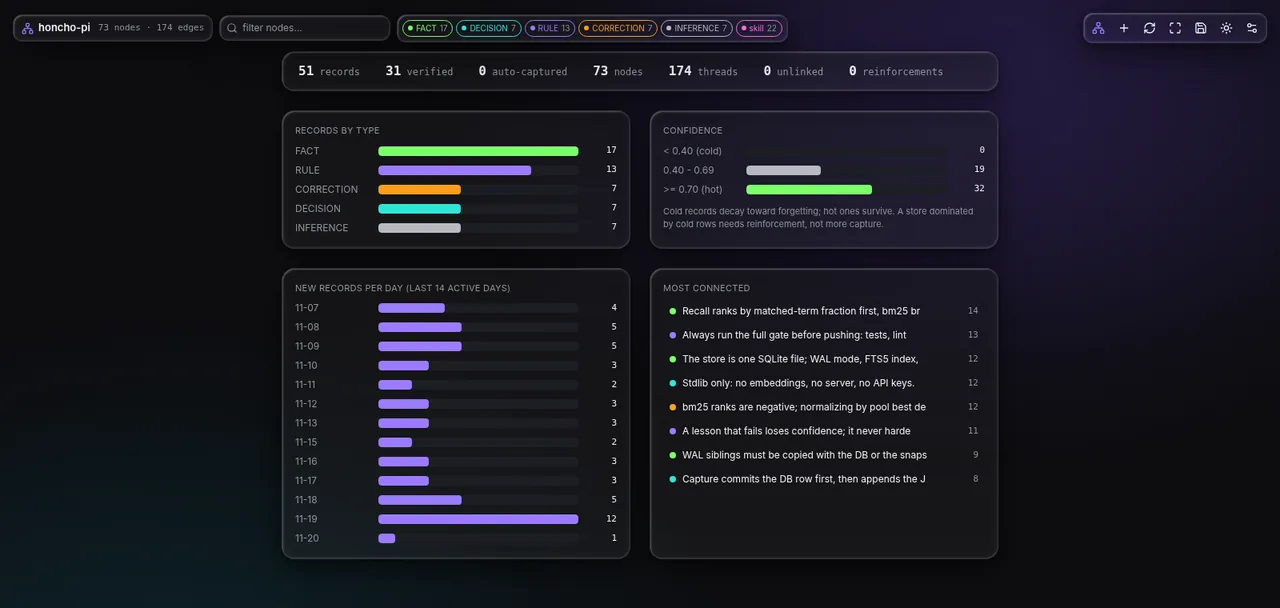 honcho-pi 73 nodes · 174 edges
filter nodes...
FACT 17 DECISION 7 RULE 13 CORRECTION 7 INFERENCE 7 skill 22
51 records 31 verified 0 auto-captured 73 nodes 174 threads 0 unlinked 0 reinforcements
RECORDS BY TYPE
FACT 17
RULE 13
CORRECTION 7
DECISION 7
INFERENCE 7
CONFIDENCE
< 0.40 (cold) 0
0.40 - 0.69 19
>= 0.70 (hot) 32
Cold records decay toward forgetting; hot ones survive. A store dominated
by cold rows needs reinforcement, not more capture.
NEW RECORDS PER DAY (LAST 14 ACTIVE DAYS)
11-07 4
11-08 5
11-09 5
11-10 3
11-11 2
11-12 3
11-13 3
11-15 2
11-16 3
11-17 3
11-18 5
11-19 12
11-20 1
MOST CONNECTED
Recall ranks by matched-term fraction first, bm25 br 14
Always run the full gate before pushing: tests, lint 13
The store is one SQLite file; WAL mode, FTS5 index, 12
Stdlib only: no embeddings, no server, no API keys. 12
bm25 ranks are negative; normalizing by pool best de 12
A lesson that fails loses confidence; it never harde 11
WAL siblings must be copied with the DB or the snaps 9
Capture commits the DB row first, then appends the J 8